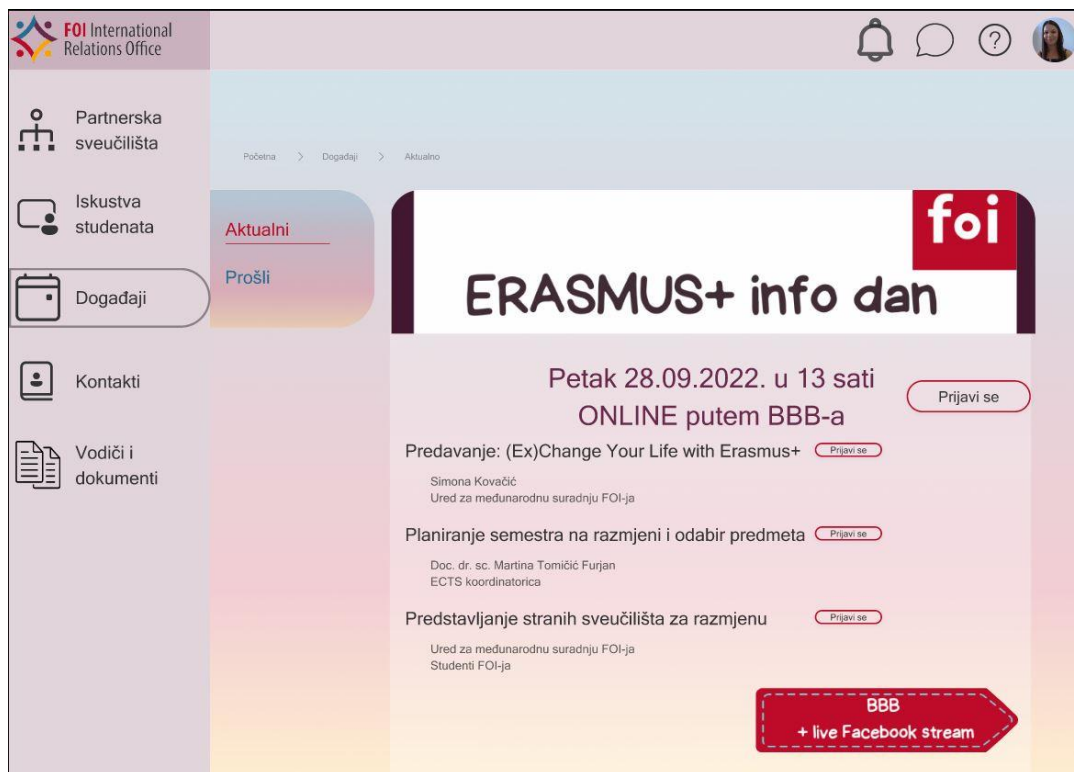 FOI International
Relations Office
Partnerska
sveučilišta
Iskustva
studenata
Događaji
Kontakti
Vodiči i
dokumenti
Početna > Događaji > Aktualno
Aktualni
Prošli
foi
ERASMUS+ info dan
Petak 28.09.2022. u 13 sati
ONLINE putem BBB-a
Prijavi se
Predavanje: (Ex)Change Your Life with Erasmus+ Prijavi se
Simona Kovačić
Ured za međunarodnu suradnju FOI-ja
Planiranje semestra na razmjeni i odabir predmeta Prijavi se
Doc. dr. sc. Martina Tomičić Furjan
ECTS koordinatorica
Predstavljanje stranih sveučilišta za razmjenu Prijavi se
Ured za međunarodnu suradnju FOI-ja
Studenti FOI-ja
BBB
+ live Facebook stream